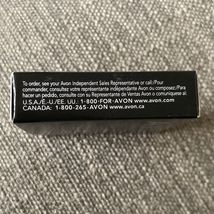 To order, see your Avon Independent Sales Representative or call:/Pour
commander, consultez votre représentante indépendante Avon ou composez:/Para
hacer un pedido, consulta con tu Representante de Ventas Avon o comuníquese al:
U.S.A./É.-U./EE. UU.: 1-800-FOR-AVON www.avon.com
CANADA: 1-800-265-AVON www.avon.ca